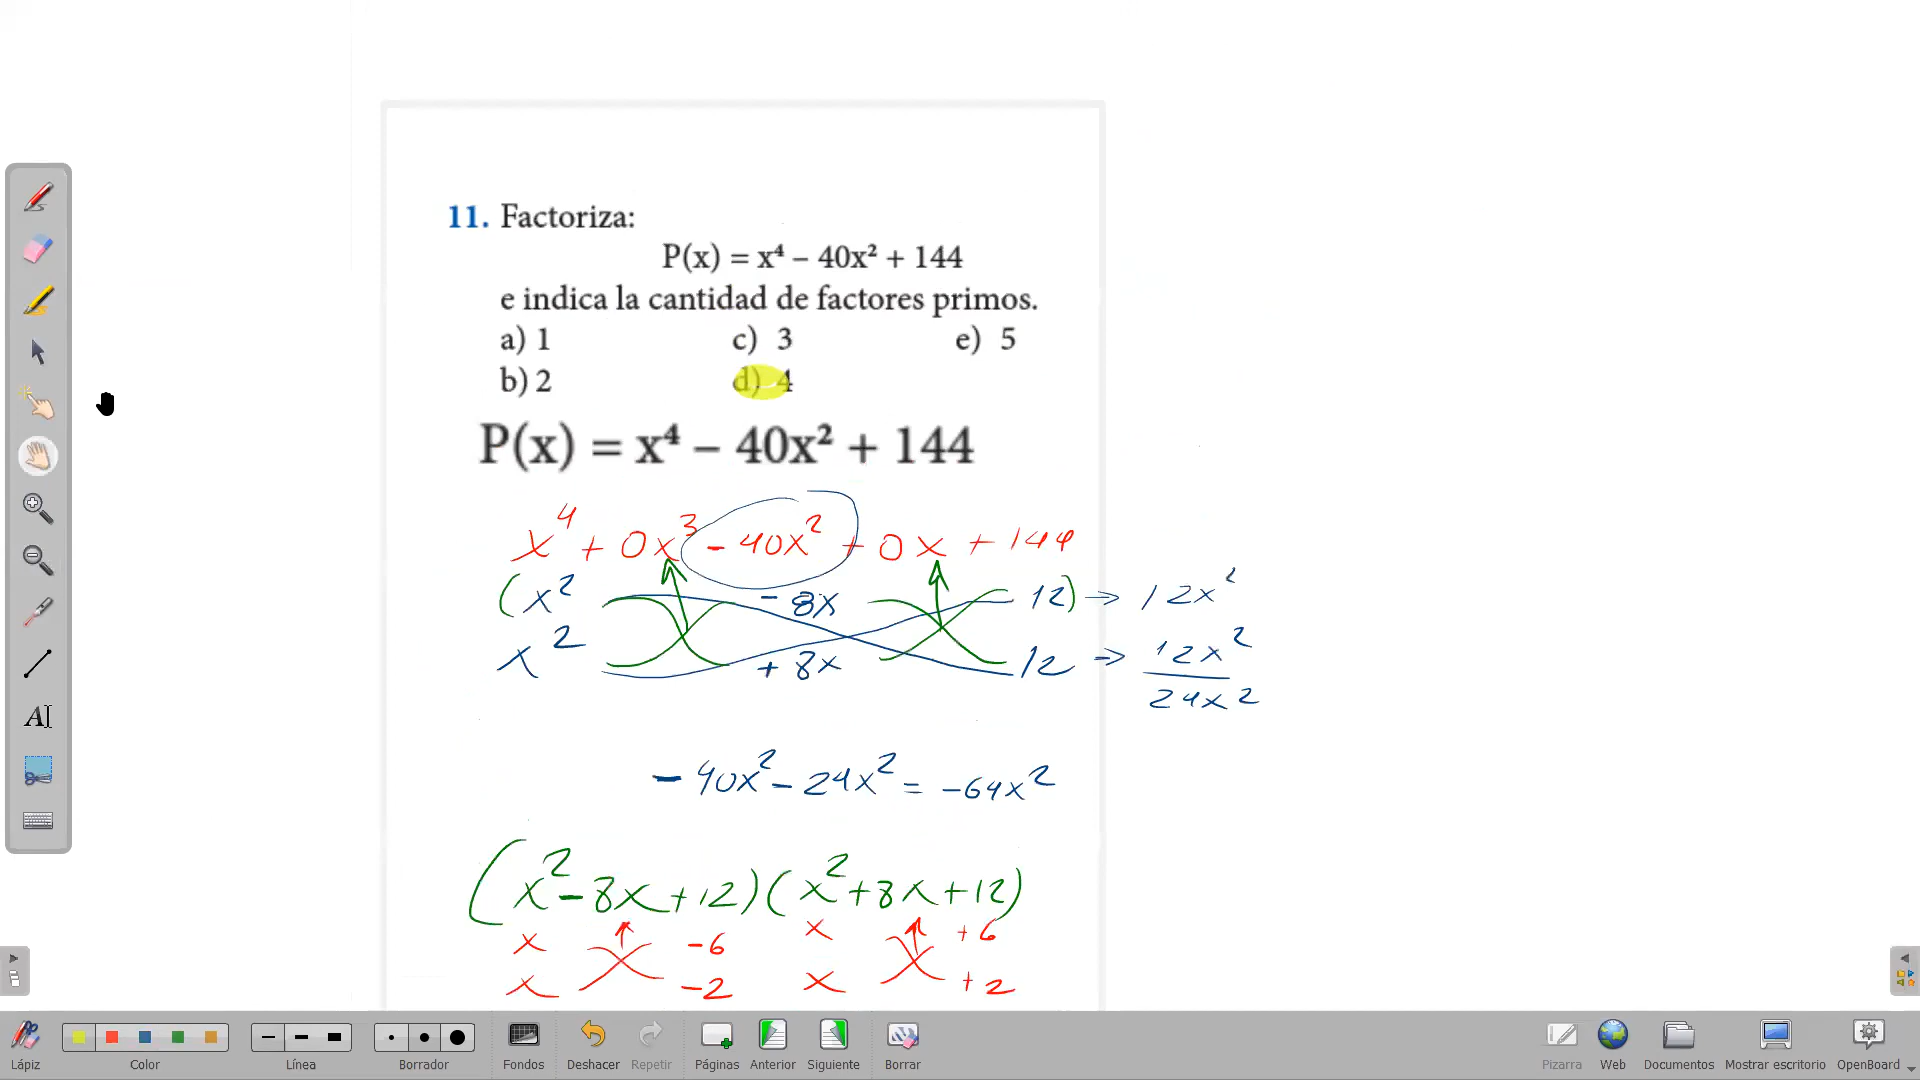 11. Factoriza:
P(x) = x⁴ – 40x² + 144
e indica la cantidad de factores primos.
a) 1 c) 3 e) 5
b) 2 d) 4
P(x) = x⁴ – 40x² + 144
x⁴ + 0x³ - 40x² + 0x + 144
(x² - 8x 12) → 12x²
x² + 8x 12 → 12x²
24x²
- 40x² - 24x² = -64x²
(x² - 8x + 12)(x² + 8x + 12)
x -6 x +6
x -2 x +2
Lápiz Color Línea Borrador Fondos Deshacer Repetir Páginas Anterior Siguiente Borrar Pizarra Web Documentos Mostrar escritorio OpenBoard